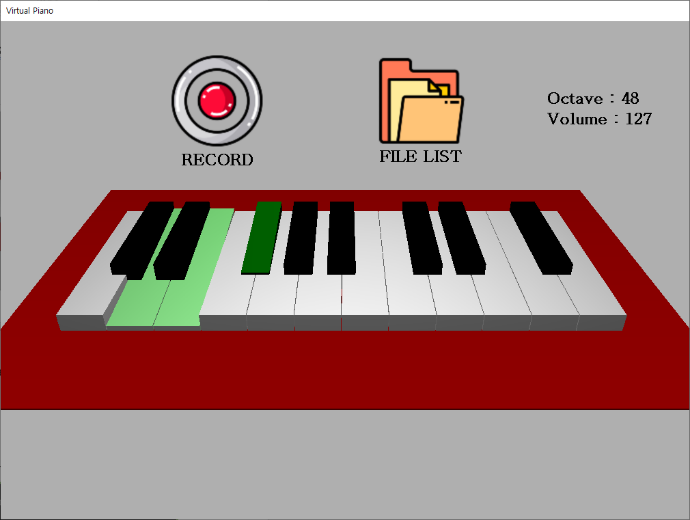 Virtual Piano
Octave : 48
Volume : 127
RECORD
FILE LIST